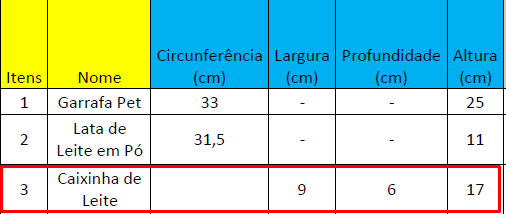 Itens Nome Circunferência (cm) Largura (cm) Profundidade (cm) Altura (cm)
1 Garrafa Pet 33 - - 25
2 Lata de Leite em Pó 31,5 - - 11
3 Caixinha de Leite 9 6 17